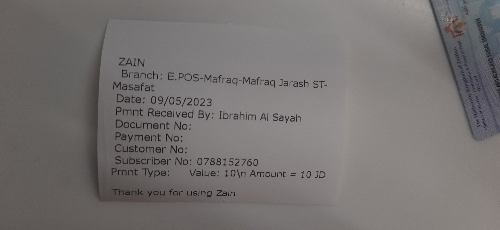 ZAIN
Branch: E.POS-Mafraq-Mafraq Jarash ST-
Masafat
Date: 09/05/2023
Pmnt Received By: Ibrahim Al Sayah
Document No:
Payment No:
Customer No:
Subscriber No: 0788152760
Pmnt Type: Value: 10\n Amount = 10 JD
Thank you for using Zain